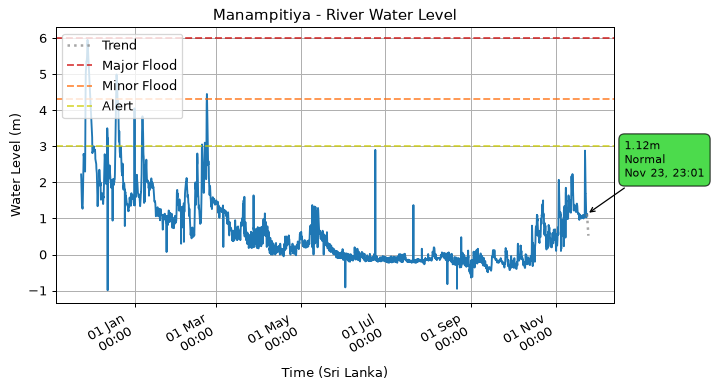 Manampitiya - River Water Level
Water Level (m)
6
5
4
3
2
1
0
−1
Trend
Major Flood
Minor Flood
Alert
1.12m
Normal
Nov 23, 23:01
01 Jan
00:00
01 Mar
00:00
01 May
00:00
01 Jul
00:00
01 Sep
00:00
01 Nov
00:00
Time (Sri Lanka)